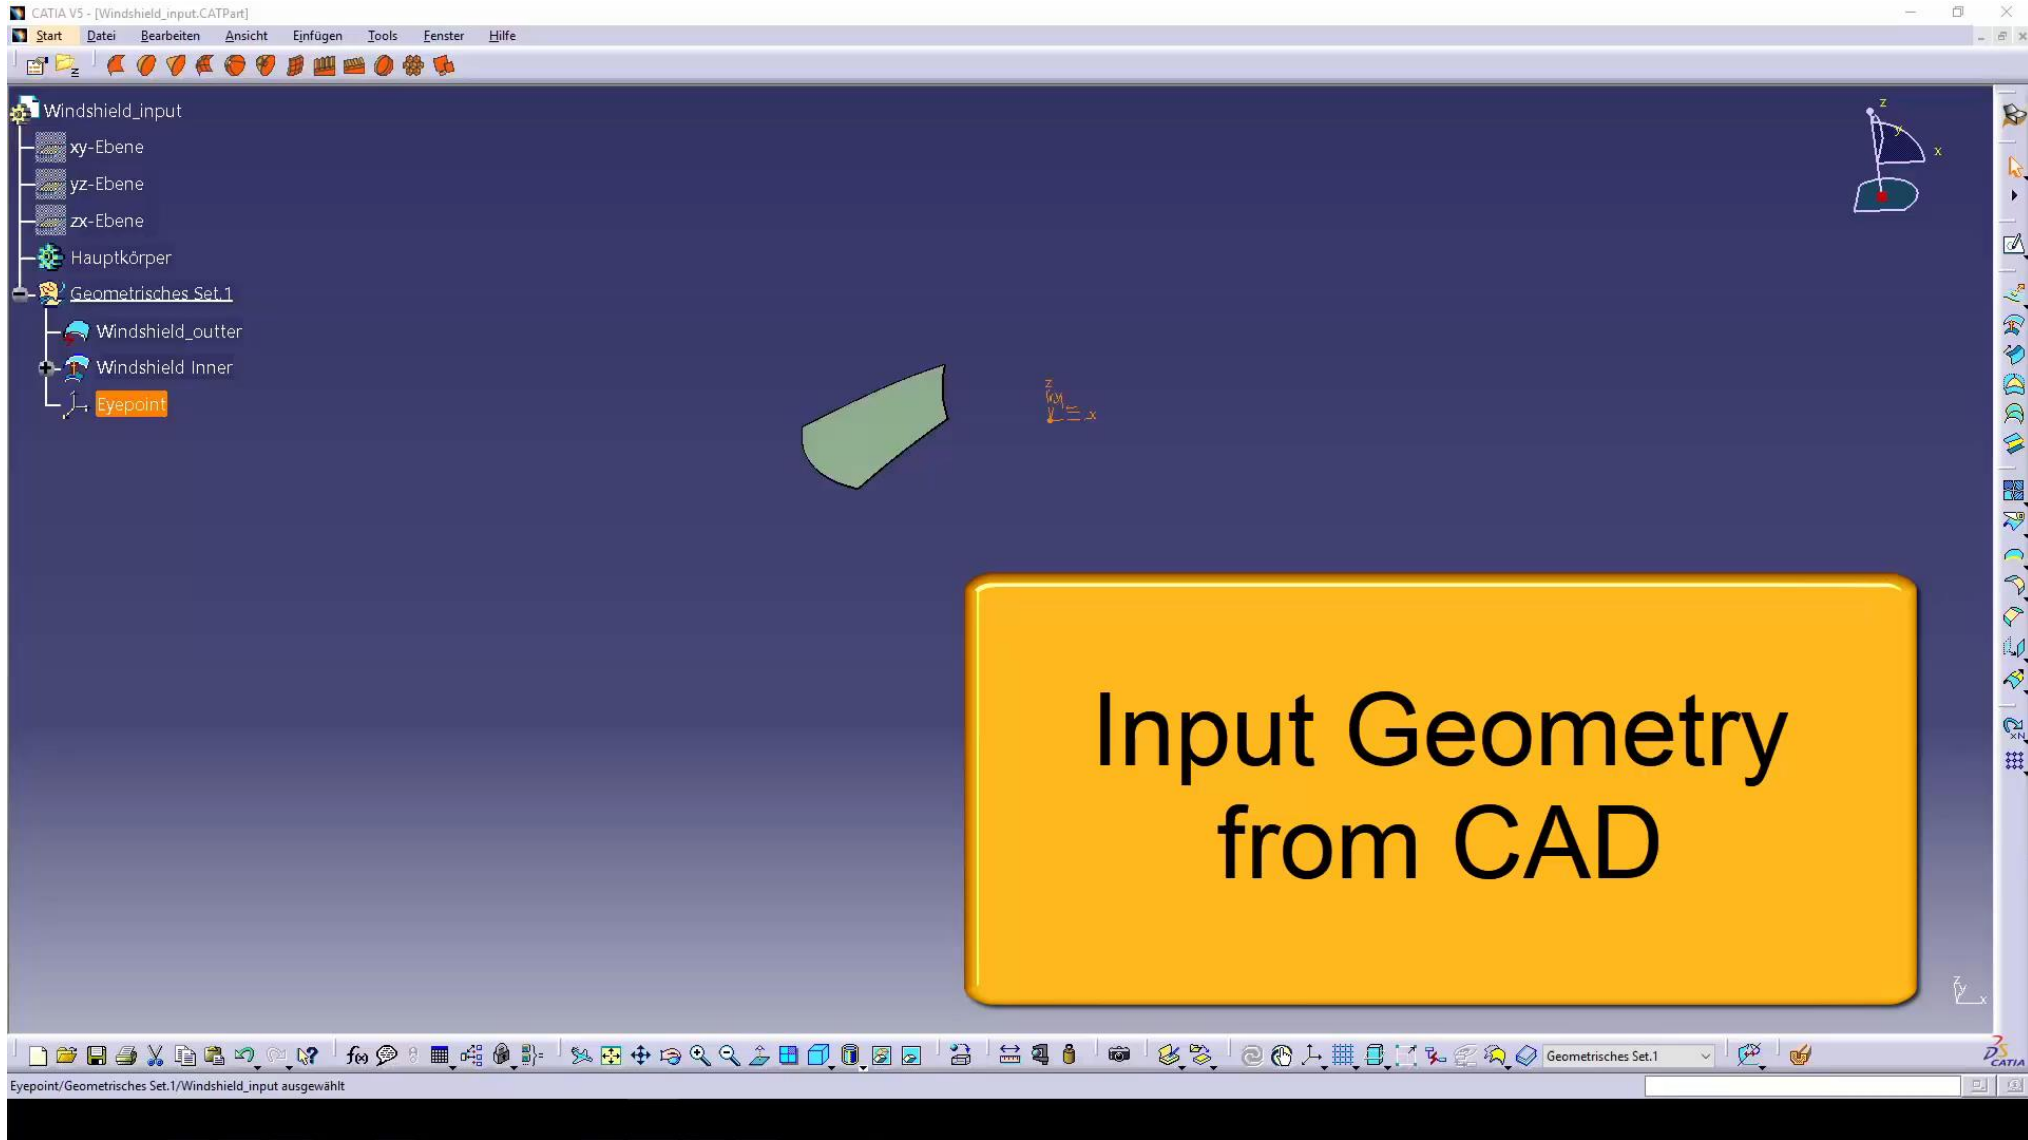 CATIA V5 - [Windshield_input.CATPart]
Start Datei Bearbeiten Ansicht Einfügen Tools Fenster Hilfe
Windshield_input
xy-Ebene
yz-Ebene
zx-Ebene
Hauptkörper
Geometrisches Set.1
Windshield_outter
Windshield Inner
Eyepoint
z
y
x
z
y
x
Input Geometry
from CAD
z
y
x
f(x)
Geometrisches Set.1
CATIA
Eyepoint/Geometrisches Set.1/Windshield_input ausgewählt